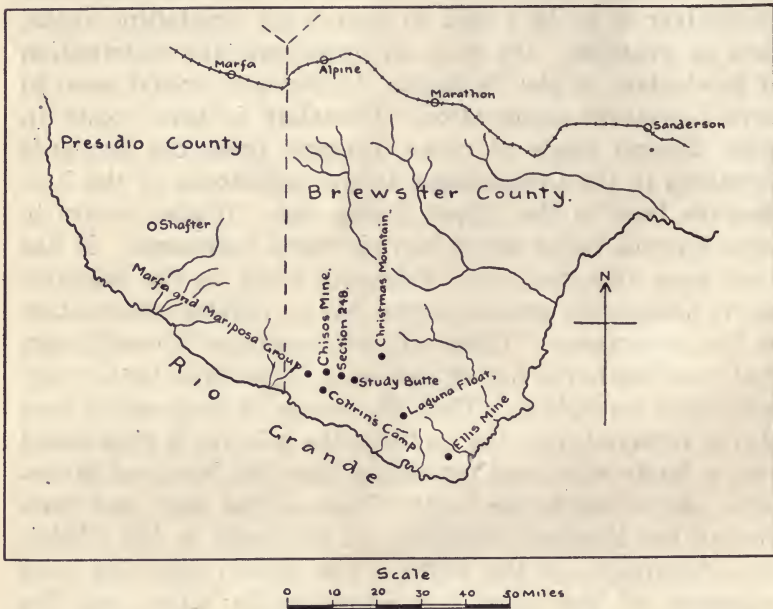 Marfa
Alpine
Marathon
Sanderson
Presidio County
Brewster County.
Shafter
Marfa and Mariposa Group
Chisos Mine.
Section 248.
Christmas Mountain
Study Butte
Laguna Float
Coltrin's Camp
Ellis Mine
Rio Grande
N
Scale
0 10 20 30 40 50 Miles